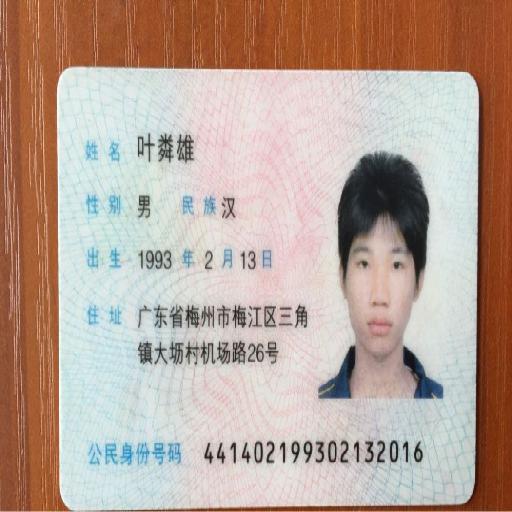 姓名 叶粦雄
性别 男 民族 汉
出生 1993 年 2 月 13 日
住址 广东省梅州市梅江区三角
镇大坜村机场路26号
公民身份号码 441402199302132016